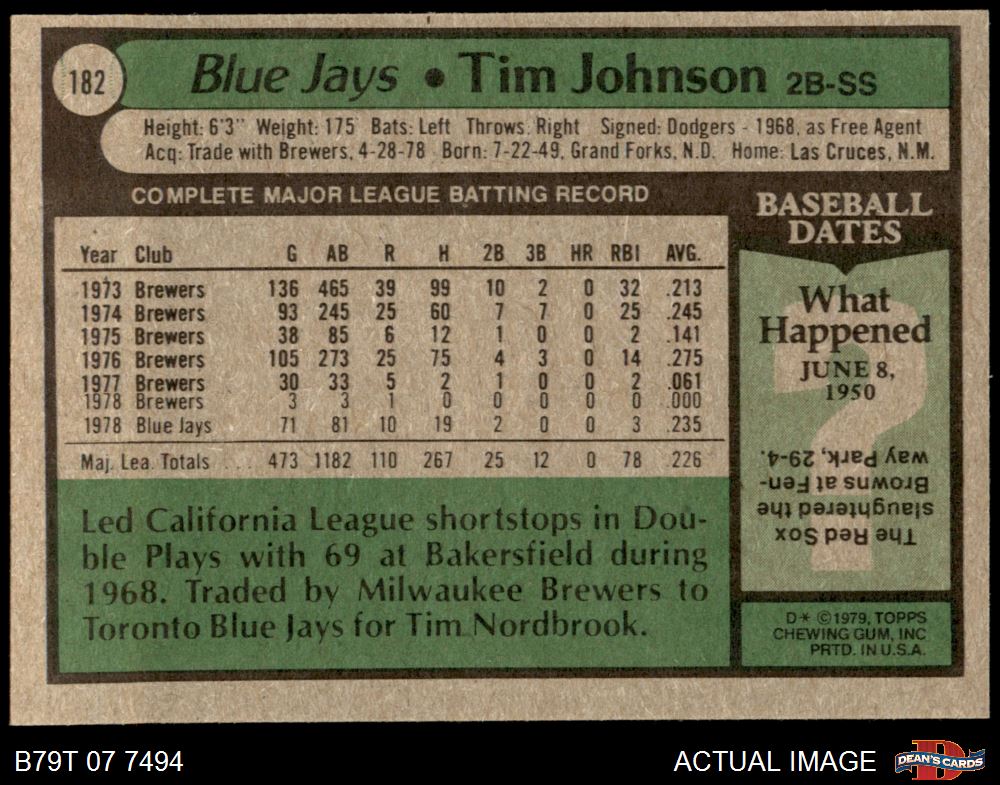 182
Blue Jays • Tim Johnson 2B-SS
Height: 6'3" Weight: 175 Bats: Left Throws: Right Signed: Dodgers - 1968, as Free Agent
Acq: Trade with Brewers, 4-28-78 Born: 7-22-49, Grand Forks, N.D. Home: Las Cruces, N.M.
COMPLETE MAJOR LEAGUE BATTING RECORD
Year Club G AB R H 2B 3B HR RBI AVG.
1973 Brewers 136 465 39 99 10 2 0 32 .213
1974 Brewers 93 245 25 60 7 7 0 25 .245
1975 Brewers 38 85 6 12 1 0 0 2 .141
1976 Brewers 105 273 25 75 4 3 0 14 .275
1977 Brewers 30 33 5 2 1 0 0 2 .061
1978 Brewers 3 3 1 0 0 0 0 0 .000
1978 Blue Jays 71 81 10 19 2 0 0 3 .235
Maj. Lea. Totals ... 473 1182 110 267 25 12 0 78 .226
Led California League shortstops in Dou-
ble Plays with 69 at Bakersfield during
1968. Traded by Milwaukee Brewers to
Toronto Blue Jays for Tim Nordbrook.
BASEBALL
DATES
What
Happened
JUNE 8,
1950
?
The Red Sox
slaughtered the
Browns at Fen-
way Park, 29-4.
D* ©1979, TOPPS
CHEWING GUM, INC
PRTD. IN U.S.A.
B79T 07 7494
ACTUAL IMAGE
DEAN'S CARDS